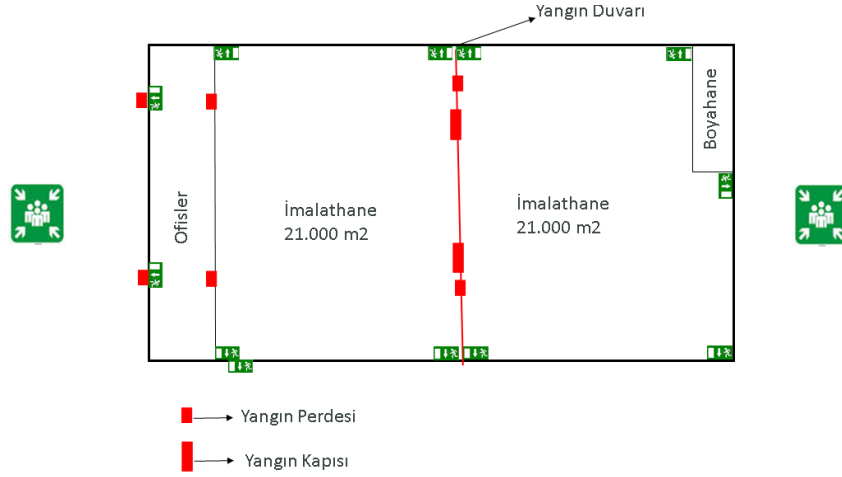 Yangın Duvarı
Boyahane
Ofisler
İmalathane
21.000 m2
İmalathane
21.000 m2
Yangın Perdesi
Yangın Kapısı